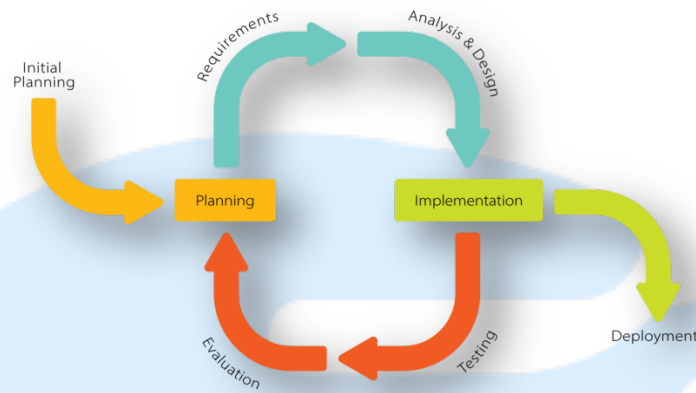 Initial
Planning
Requirements
Analysis & Design
Planning
Implementation
Evaluation
Testing
Deployment